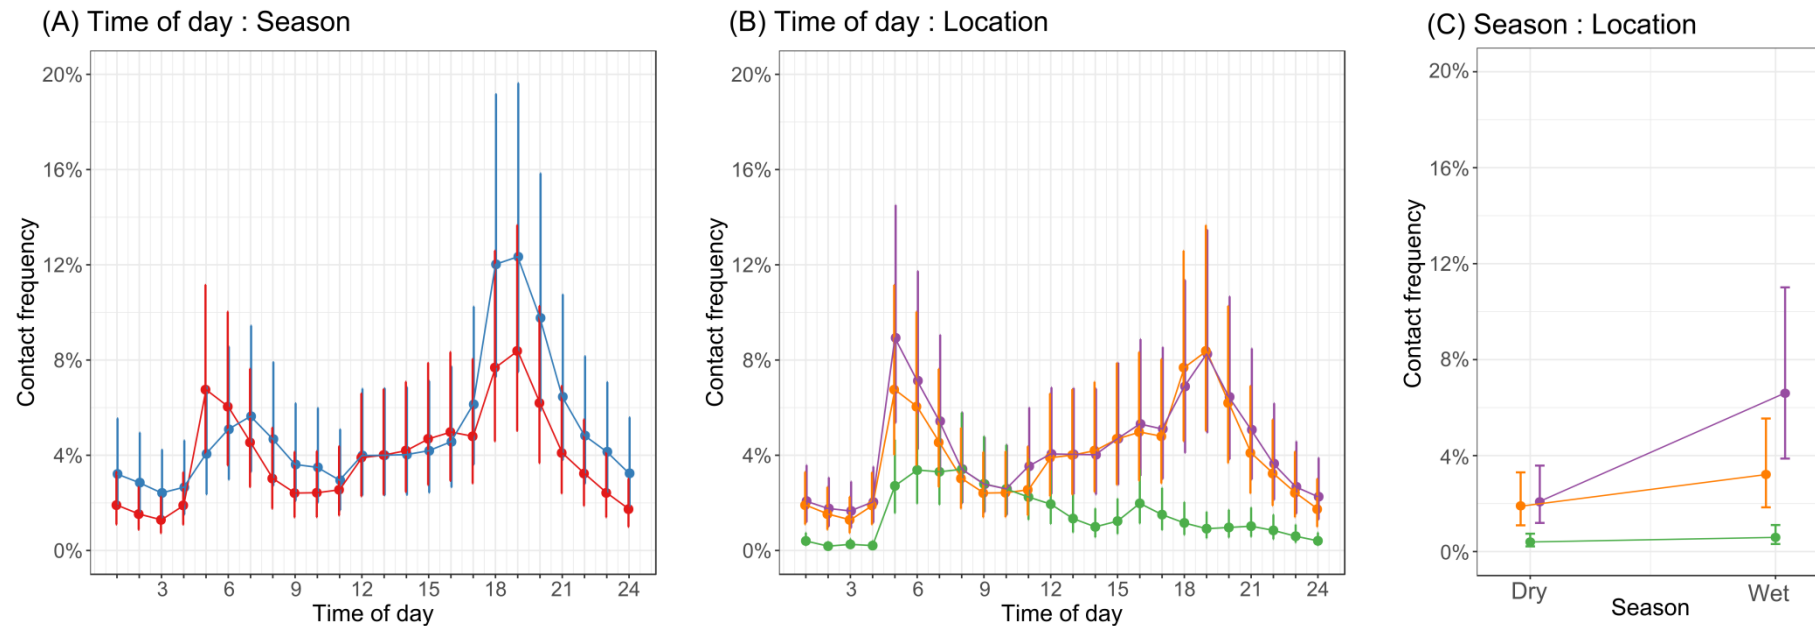 (A) Time of day : Season
20%
16%
12%
8%
4%
0%
Contact frequency
3 6 9 12 15 18 21 24
Time of day
(B) Time of day : Location
20%
16%
12%
8%
4%
0%
Contact frequency
3 6 9 12 15 18 21 24
Time of day
(C) Season : Location
20%
16%
12%
8%
4%
0%
Contact frequency
Dry Wet
Season